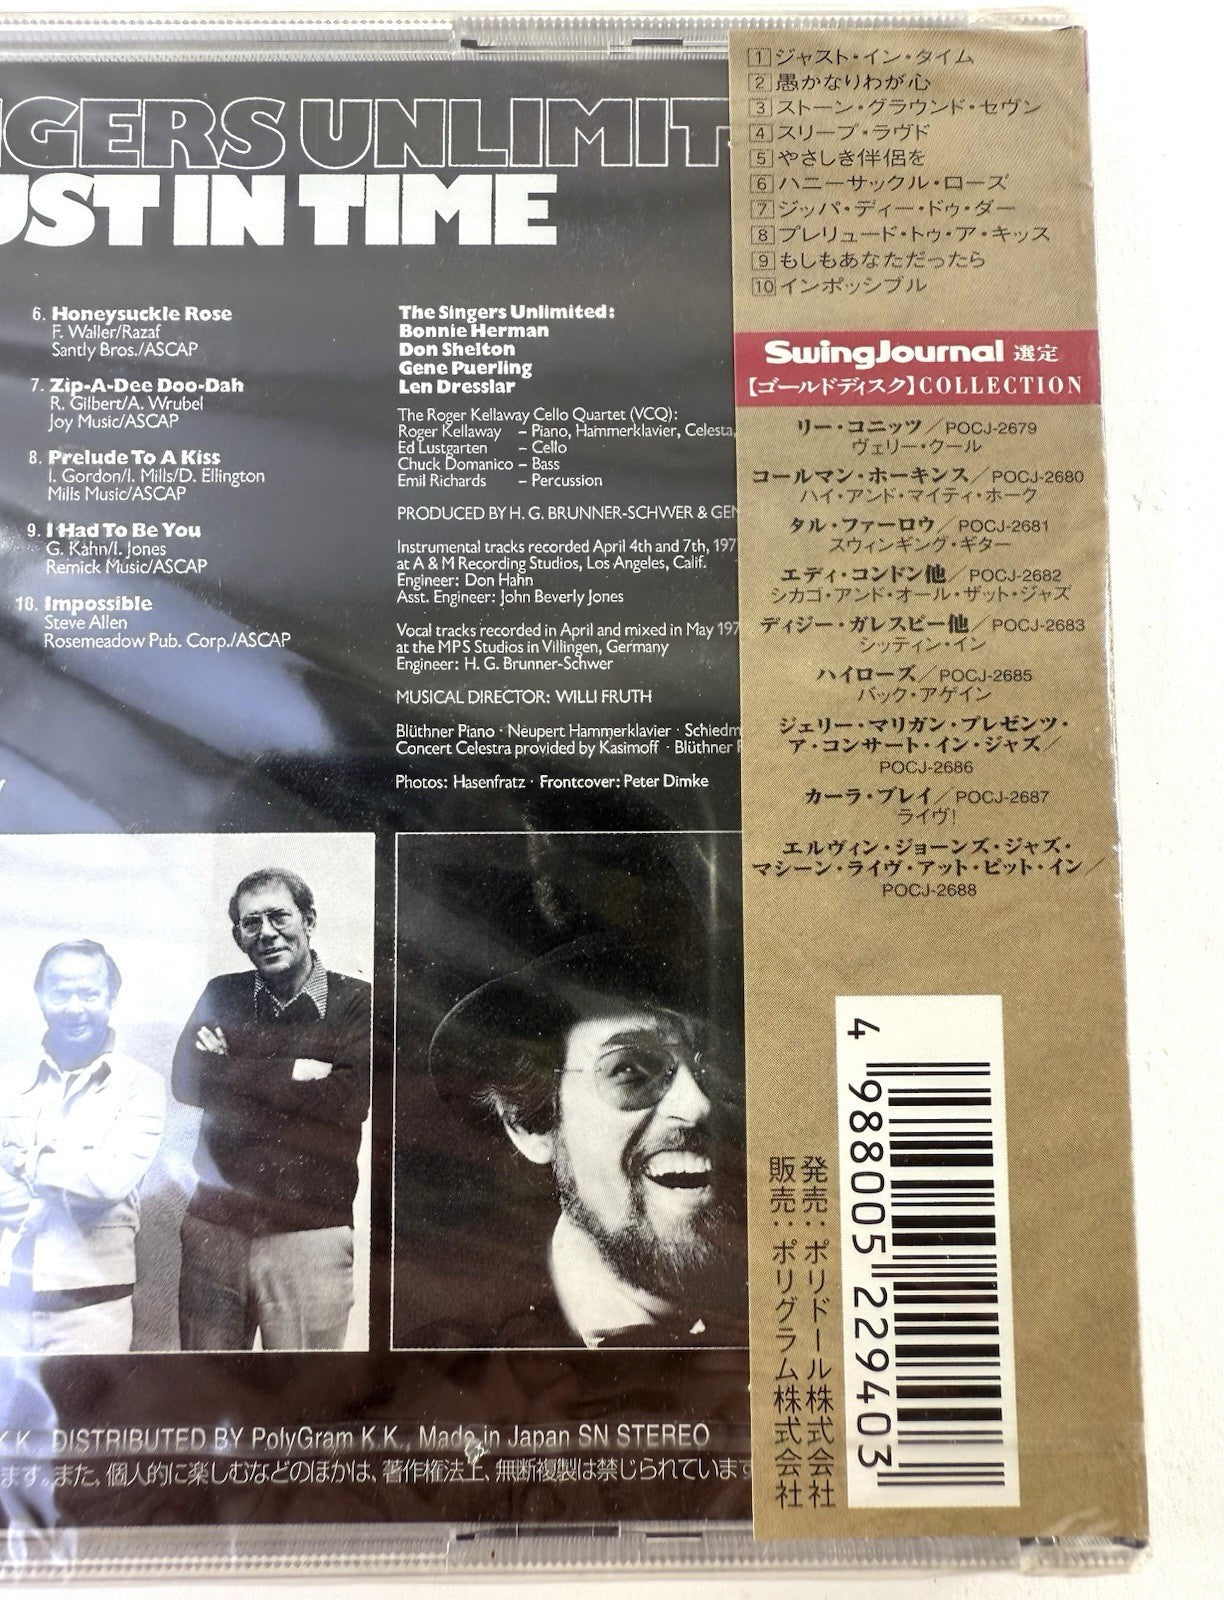 NGERS UNLIMIT
UST IN TIME
6. Honeysuckle Rose
F. Waller/Razaf
Santly Bros./ASCAP
7. Zip-A-Dee Doo-Dah
R. Gilbert/A. Wrubel
Joy Music/ASCAP
8. Prelude To A Kiss
I. Gordon/I. Mills/D. Ellington
Mills Music/ASCAP
9. I Had To Be You
G. Kahn/I. Jones
Remick Music/ASCAP
10. Impossible
Steve Allen
Rosemeadow Pub. Corp./ASCAP
The Singers Unlimited:
Bonnie Herman
Don Shelton
Gene Puerling
Len Dresslar
The Roger Kellaway Cello Quartet (VCQ):
Roger Kellaway – Piano, Hammerklavier, Celesta,
Ed Lustgarten – Cello
Chuck Domanico – Bass
Emil Richards – Percussion
PRODUCED BY H. G. BRUNNER-SCHWER & GEN
Instrumental tracks recorded April 4th and 7th, 197
at A & M Recording Studios, Los Angeles, Calif.
Engineer: Don Hahn
Asst. Engineer: John Beverly Jones
Vocal tracks recorded in April and mixed in May 197
at the MPS Studios in Villingen, Germany
Engineer: H. G. Brunner-Schwer
MUSICAL DIRECTOR: WILLI FRUTH
Blüthner Piano · Neupert Hammerklavier · Schiedm
Concert Celestra provided by Kasimoff · Blüthner
Photos: Hasenfratz · Frontcover: Peter Dimke
K.K. DISTRIBUTED BY PolyGram K.K., Made in Japan SN STEREO
ます。また、個人的に楽しむなどのほかは、著作権法上、無断複製は禁じられています
1 ジャスト・イン・タイム
2 愚かなりわが心
3 ストーン・グラウンド・セヴン
4 スリープ・ラヴド
5 やさしき伴侶を
6 ハニーサックル・ローズ
7 ジッパ・ディー・ドゥ・ダー
8 プレリュード・トゥ・ア・キッス
9 もしもあなただったら
10 インポッシブル
SwingJournal 選定
【ゴールドディスク】COLLECTION
リー・コニッツ／POCJ-2679
ヴェリー・クール
コールマン・ホーキンス／POCJ-2680
ハイ・アンド・マイティ・ホーク
タル・ファーロウ／POCJ-2681
スウィンギング・ギター
エディ・コンドン他／POCJ-2682
シカゴ・アンド・オール・ザット・ジャズ
ディジー・ガレスピー他／POCJ-2683
シッティン・イン
ハイローズ／POCJ-2685
バック・アゲイン
ジェリー・マリガン・プレゼンツ・
ア・コンサート・イン・ジャズ／
POCJ-2686
カーラ・ブレイ／POCJ-2687
ライヴ!
エルヴィン・ジョーンズ・ジャズ・
マシーン・ライヴ・アット・ピット・イン／
POCJ-2688
4 988005 229403
発売：ポリドール株式会社
販売：ポリグラム株式会社